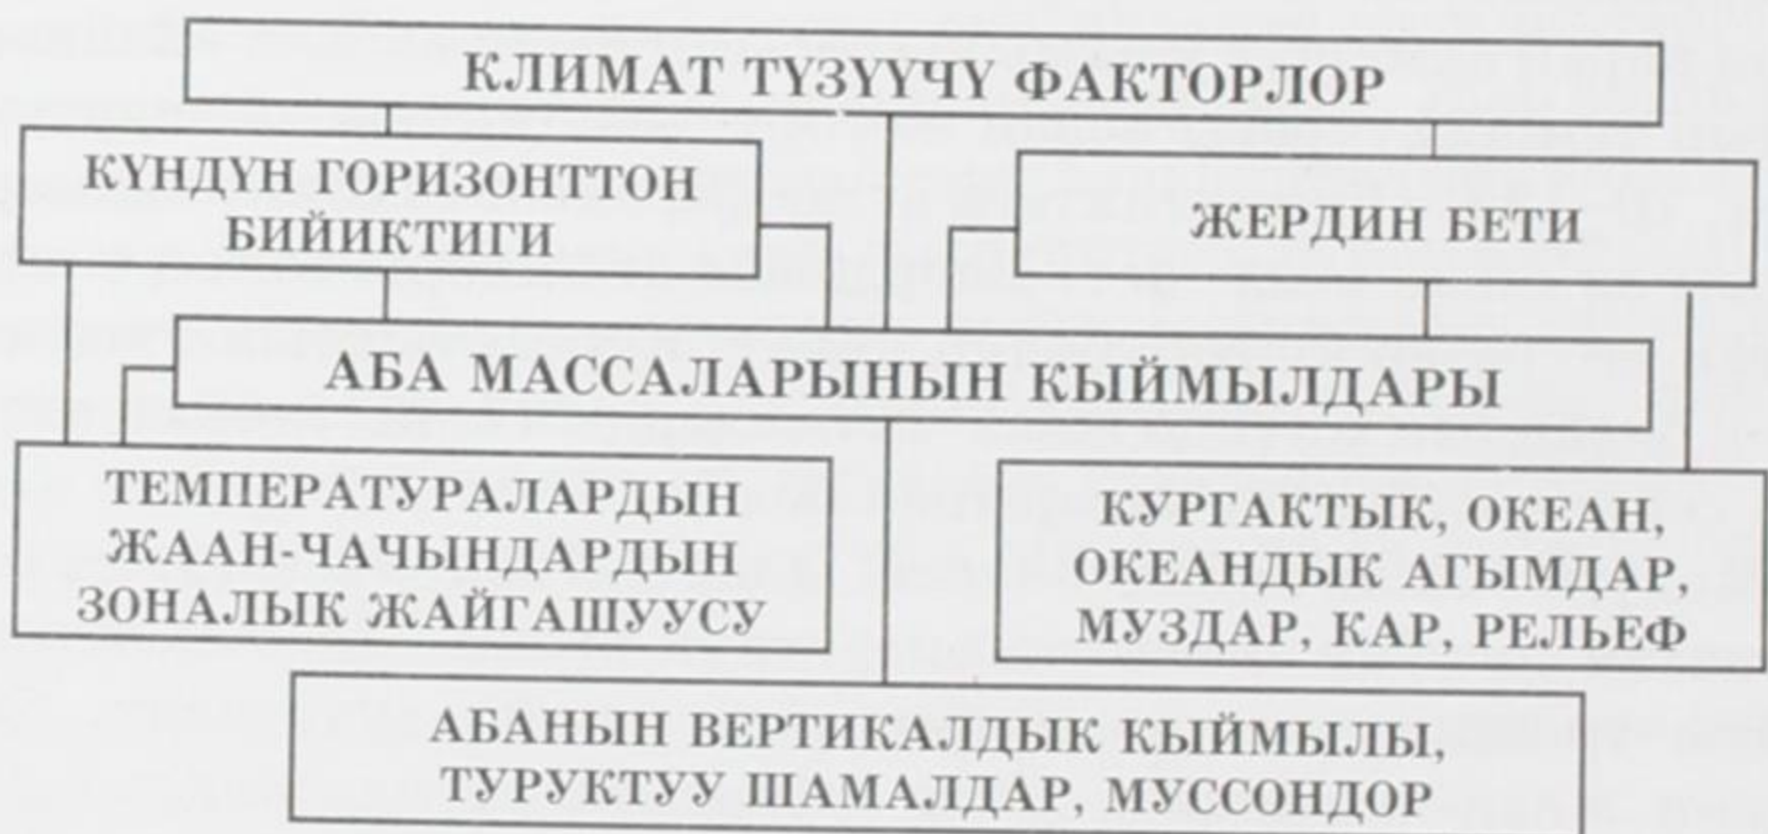 КЛИМАТ ТҮЗҮҮЧҮ ФАКТОРЛОР
КҮНДҮН ГОРИЗОНТТОН
БИЙИКТИГИ
ЖЕРДИН БЕТИ
АБА МАССАЛАРЫНЫН КЫЙМЫЛДАРЫ
ТЕМПЕРАТУРАЛАРДЫН
ЖААН-ЧАЧЫНДАРДЫН
ЗОНАЛЫК ЖАЙГАШУУСУ
КУРГАКТЫК, ОКЕАН,
ОКЕАНДЫК АГЫМДАР,
МУЗДАР, КАР, РЕЛЬЕФ
АБАНЫН ВЕРТИКАЛДЫК КЫЙМЫЛЫ,
ТУРУКТУУ ШАМАЛДАР, МУССОНДОР